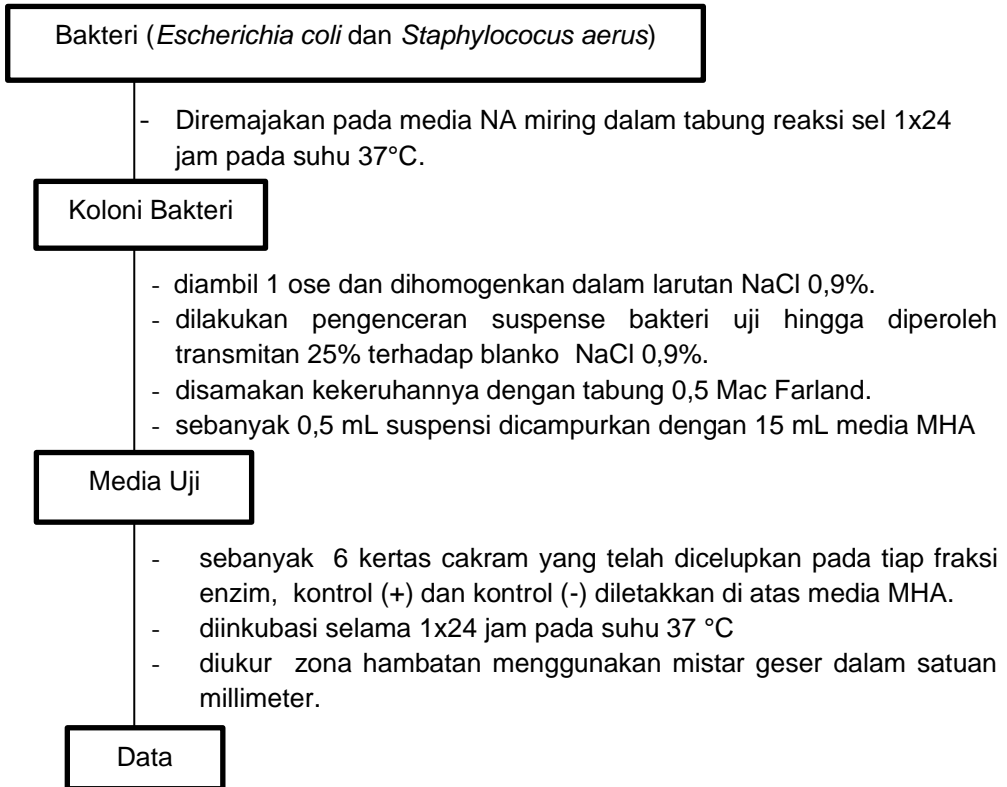 Bakteri (Escherichia coli dan Staphylococus aerus)
- Diremajakan pada media NA miring dalam tabung reaksi sel 1x24
jam pada suhu 37°C.
Koloni Bakteri
- diambil 1 ose dan dihomogenkan dalam larutan NaCl 0,9%.
- dilakukan pengenceran suspense bakteri uji hingga diperoleh
transmitan 25% terhadap blanko NaCl 0,9%.
- disamakan kekeruhannya dengan tabung 0,5 Mac Farland.
- sebanyak 0,5 mL suspensi dicampurkan dengan 15 mL media MHA
Media Uji
- sebanyak 6 kertas cakram yang telah dicelupkan pada tiap fraksi
enzim, kontrol (+) dan kontrol (-) diletakkan di atas media MHA.
- diinkubasi selama 1x24 jam pada suhu 37 °C
- diukur zona hambatan menggunakan mistar geser dalam satuan
millimeter.
Data